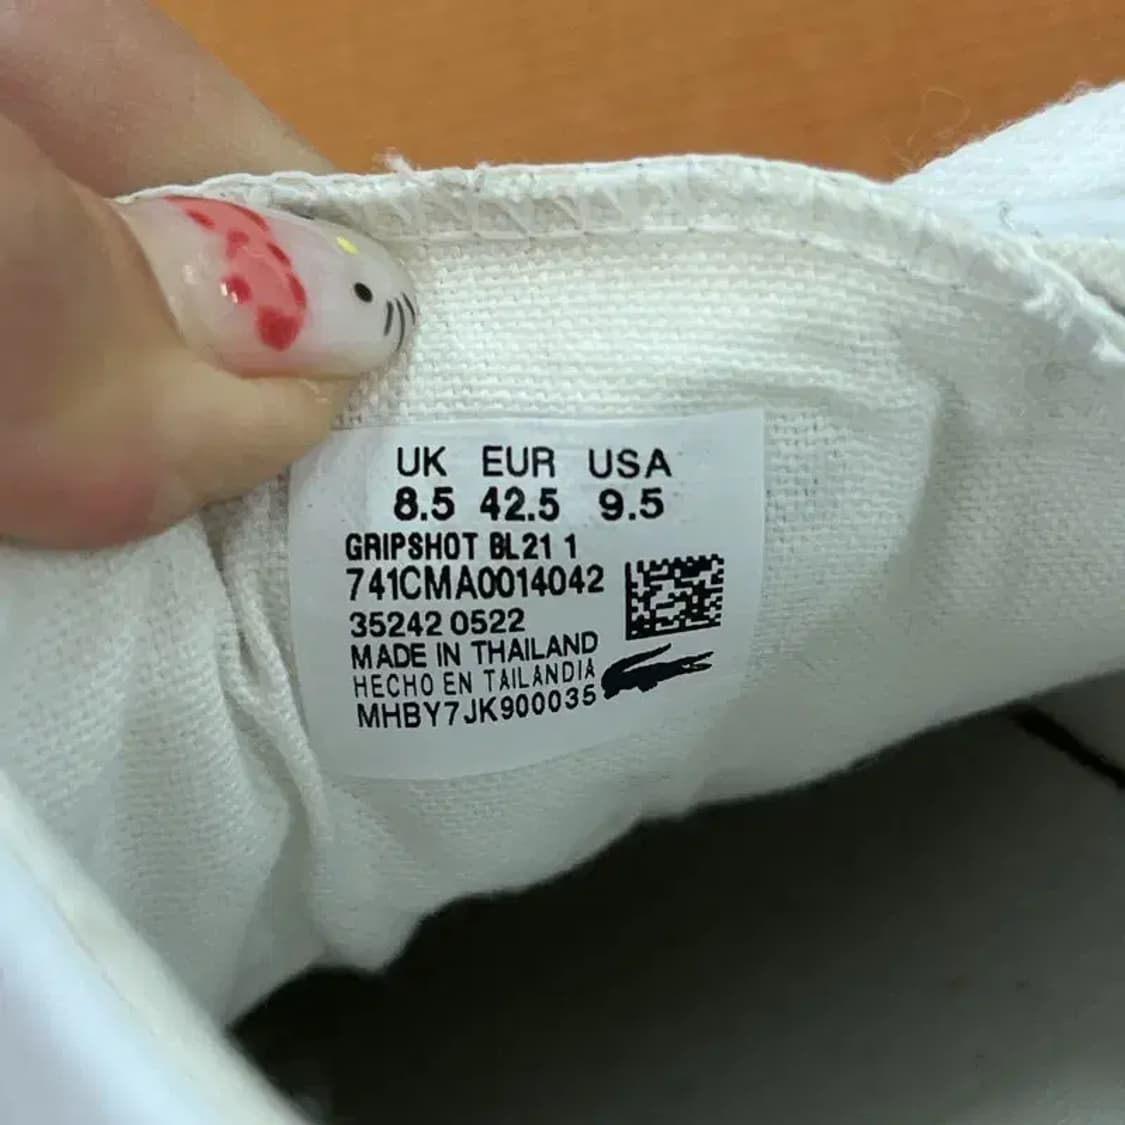 UK EUR USA
8.5 42.5 9.5
GRIPSHOT BL21 1
741CMA0014042
35242 0522
MADE IN THAILAND
HECHO EN TAILANDIA
MHBY7JK900035